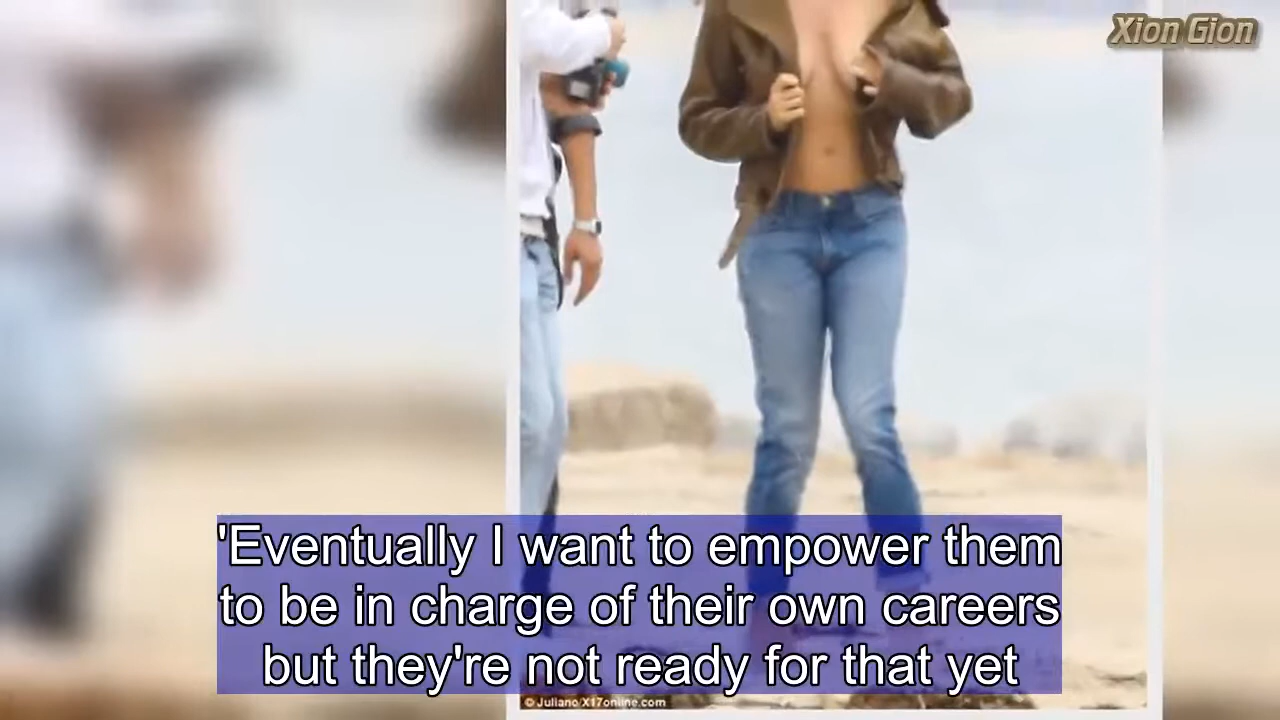 Xion Gion
'Eventually I want to empower them
to be in charge of their own careers
but they're not ready for that yet
© Juliano/X17online.com